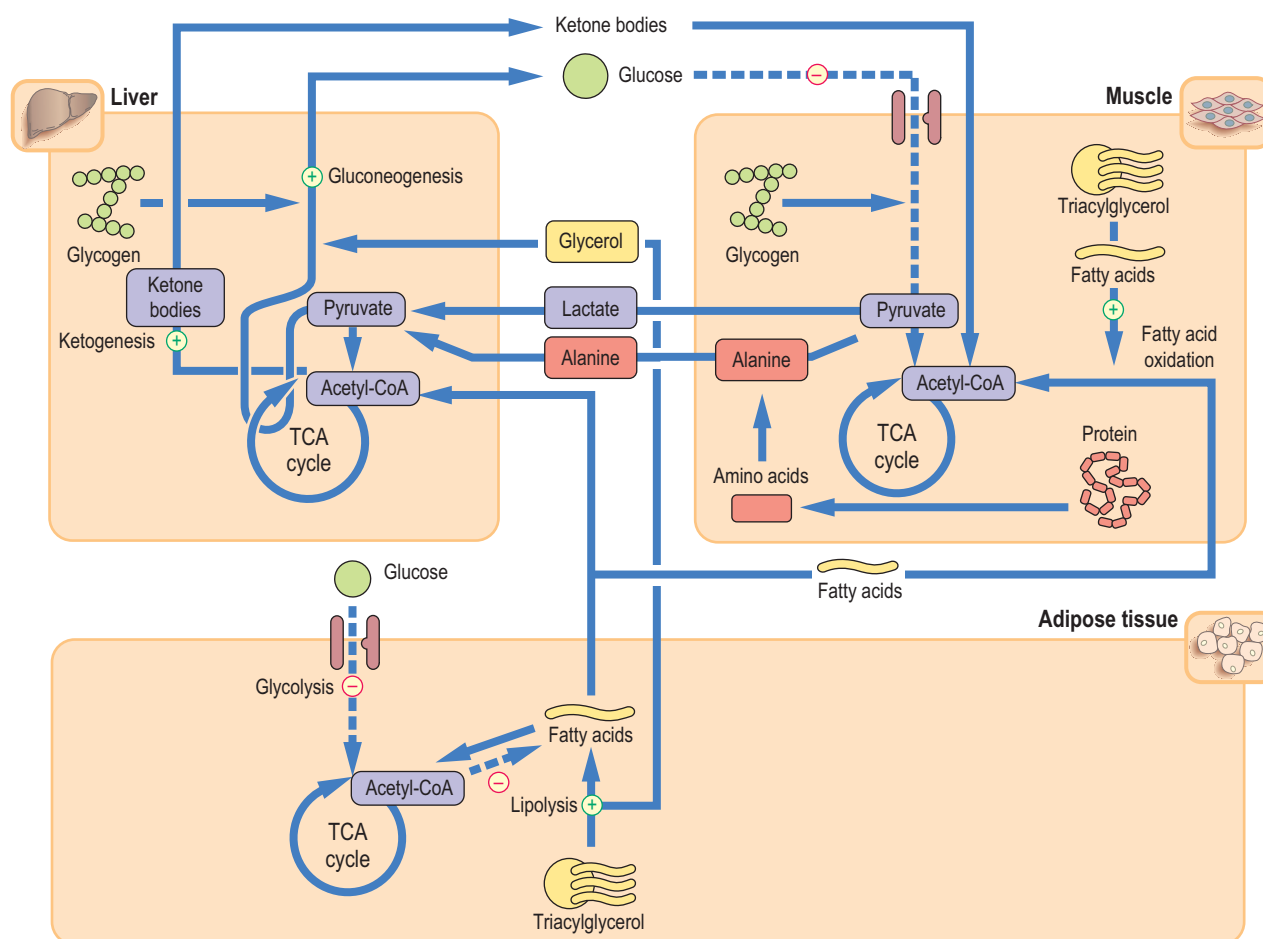 Ketone bodies
Glucose
−
Liver
Muscle
+
Gluconeogenesis
Glycogen
Ketone
bodies
Ketogenesis
+
Pyruvate
Acetyl-CoA
TCA
cycle
Glycerol
Lactate
Alanine
Glycogen
Alanine
Amino acids
Pyruvate
Acetyl-CoA
TCA
cycle
Triacylglycerol
Fatty acids
+
Fatty acid
oxidation
Protein
Fatty acids
Adipose tissue
Glucose
Glycolysis
−
Acetyl-CoA
TCA
cycle
−
Fatty acids
Lipolysis
+
Triacylglycerol